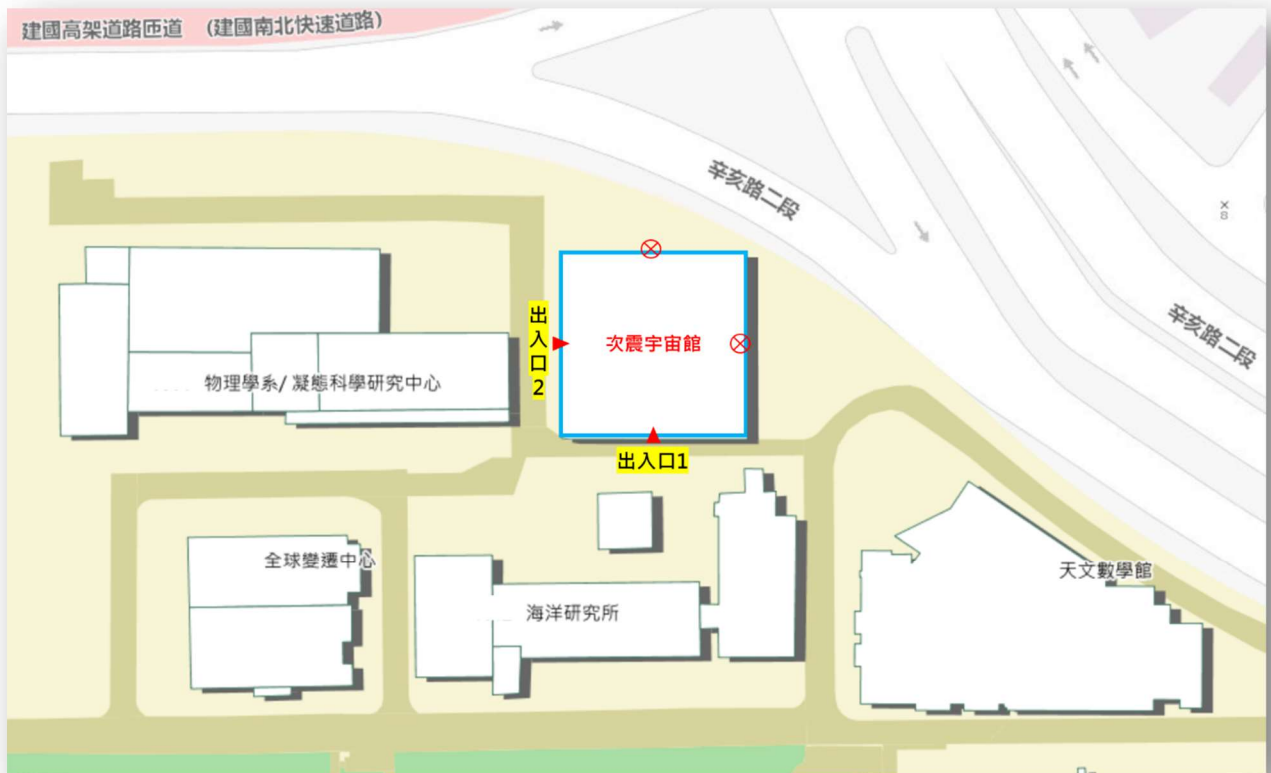 建國高架道路匝道 (建國南北快速道路)
辛亥路二段
辛亥路二段
出入口2
次震宇宙館
物理學系/ 凝態科學研究中心
出入口1
全球變遷中心
海洋研究所
天文數學館